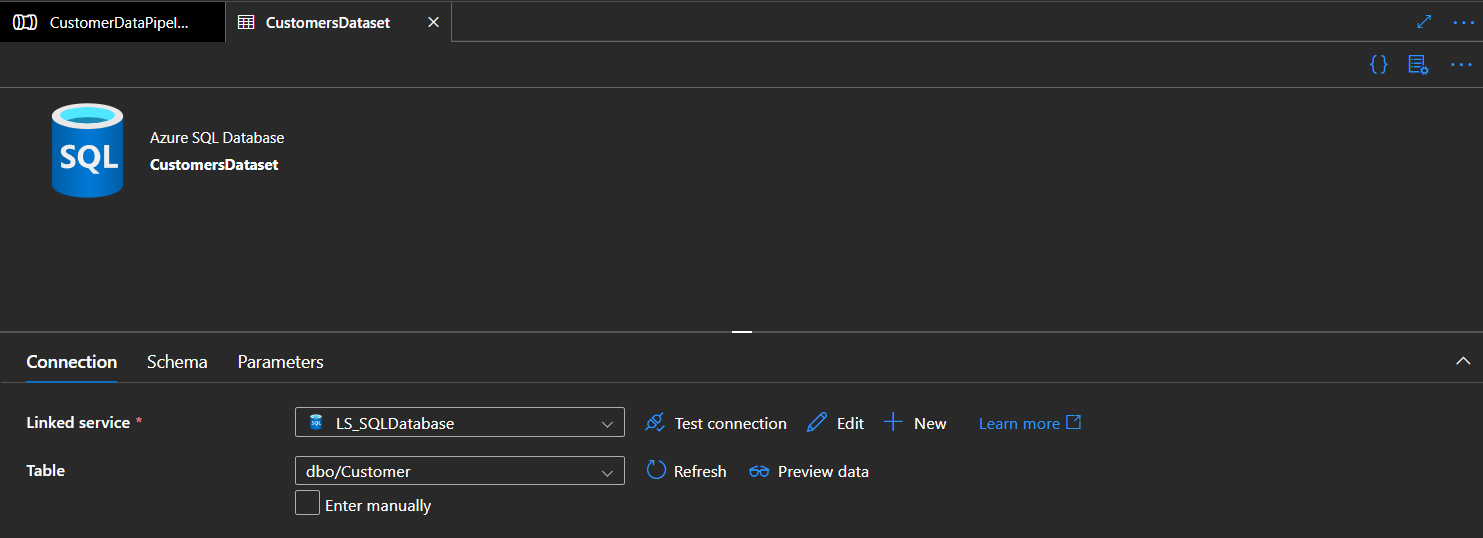 CustomerDataPipel... CustomersDataset
{}
SQL
Azure SQL Database
CustomersDataset
Connection Schema Parameters
Linked service * SQL LS_SQLDatabase Test connection Edit New Learn more
Table dbo/Customer Refresh Preview data
Enter manually